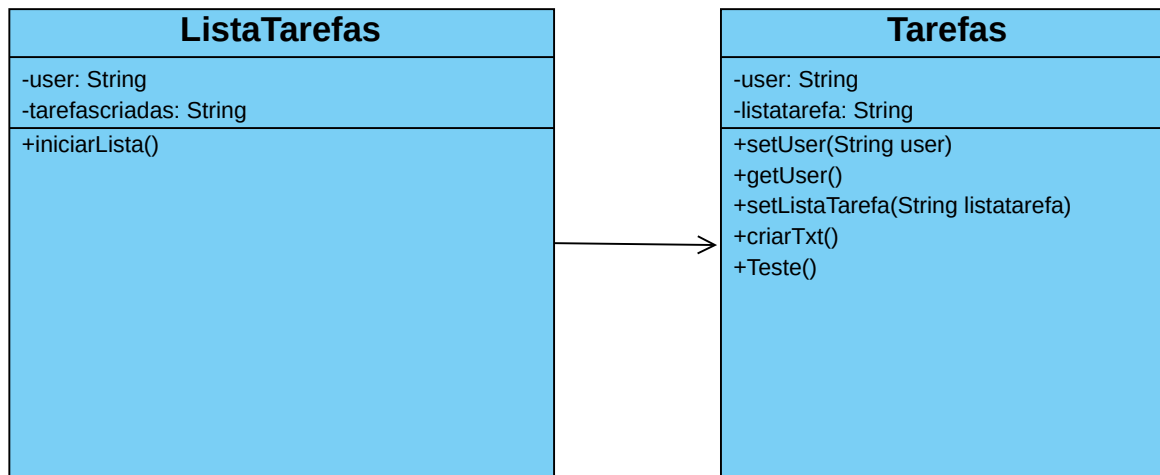 ListaTarefas
-user: String
-tarefascriadas: String
+iniciarLista()
Tarefas
-user: String
-listatarefa: String
+setUser(String user)
+getUser()
+setListaTarefa(String listatarefa)
+criarTxt()
+Teste()